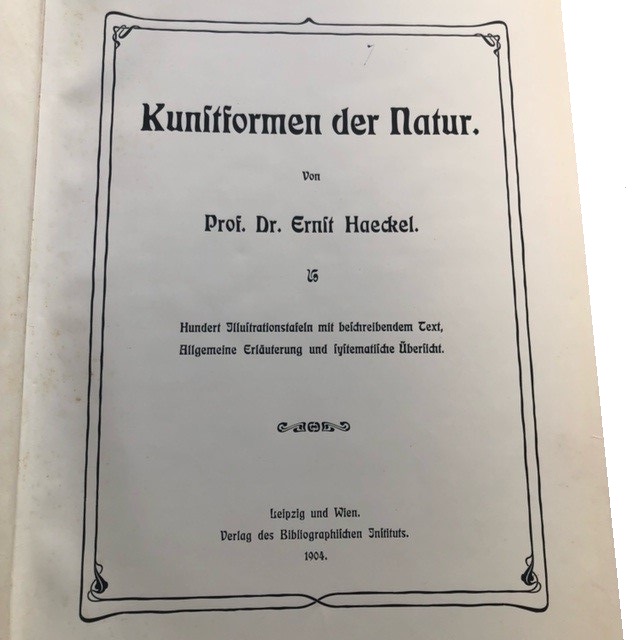 Kunſtformen der Natur.
Von
Prof. Dr. Ernſt Haeckel.
Hundert Illuſtrationstafeln mit beſchreibendem Text,
Allgemeine Erläuterung und ſyſtematiſche Überſicht.
Leipzig und Wien.
Verlag des Bibliographiſchen Inſtituts.
1904.